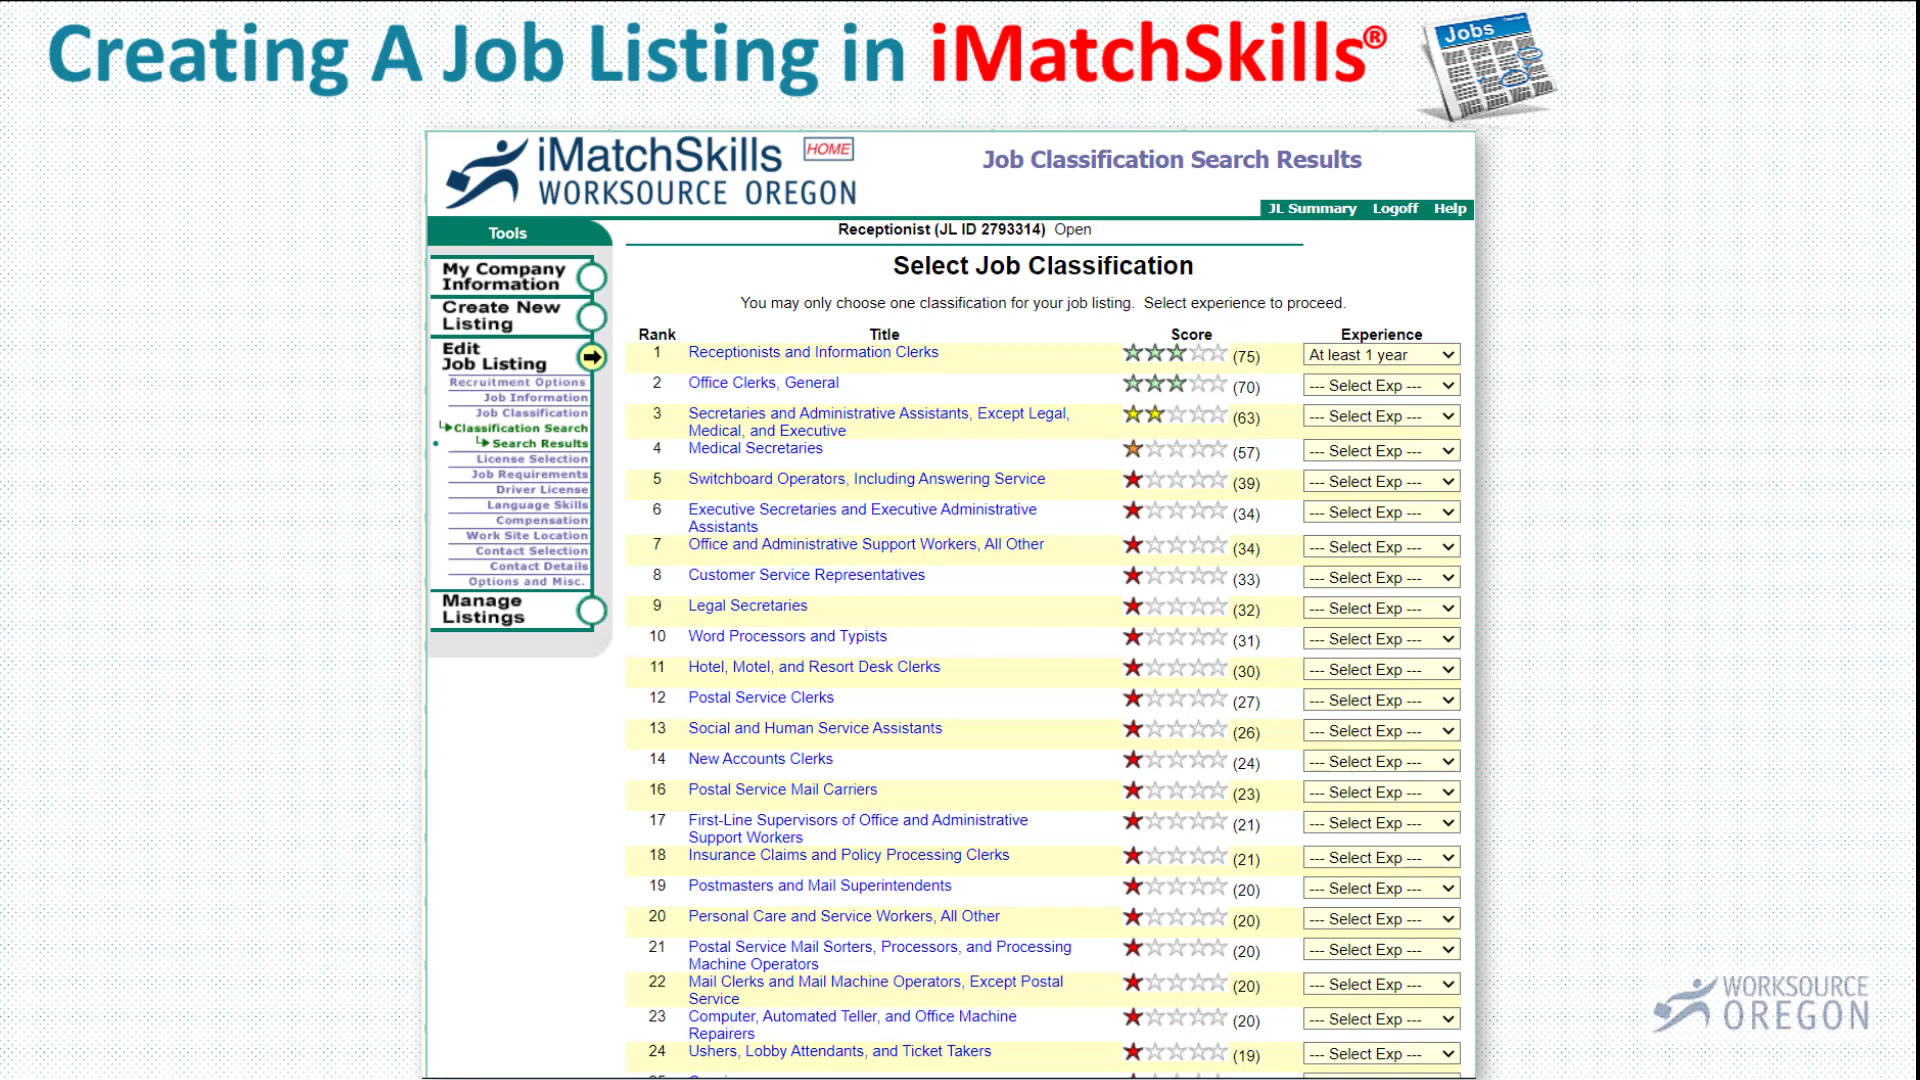 Creating A Job Listing in iMatchSkills®
Jobs
iMatchSkills HOME
WORKSOURCE OREGON
Job Classification Search Results
JL Summary Logoff Help
Tools
My Company
Information
Create New
Listing
Edit
Job Listing
Recruitment Options
Job Information
Job Classification
Classification Search
Search Results
License Selection
Job Requirements
Driver License
Language Skills
Compensation
Work Site Location
Contact Selection
Contact Details
Options and Misc.
Manage
Listings
Receptionist (JL ID 2793314) Open
Select Job Classification
You may only choose one classification for your job listing. Select experience to proceed.
Rank Title Score Experience
1 Receptionists and Information Clerks (75) At least 1 year
2 Office Clerks, General (70) --- Select Exp ---
3 Secretaries and Administrative Assistants, Except Legal, (63) --- Select Exp ---
Medical, and Executive
4 Medical Secretaries (57) --- Select Exp ---
5 Switchboard Operators, Including Answering Service (39) --- Select Exp ---
6 Executive Secretaries and Executive Administrative (34) --- Select Exp ---
Assistants
7 Office and Administrative Support Workers, All Other (34) --- Select Exp ---
8 Customer Service Representatives (33) --- Select Exp ---
9 Legal Secretaries (32) --- Select Exp ---
10 Word Processors and Typists (31) --- Select Exp ---
11 Hotel, Motel, and Resort Desk Clerks (30) --- Select Exp ---
12 Postal Service Clerks (27) --- Select Exp ---
13 Social and Human Service Assistants (26) --- Select Exp ---
14 New Accounts Clerks (24) --- Select Exp ---
16 Postal Service Mail Carriers (23) --- Select Exp ---
17 First-Line Supervisors of Office and Administrative (21) --- Select Exp ---
Support Workers
18 Insurance Claims and Policy Processing Clerks (21) --- Select Exp ---
19 Postmasters and Mail Superintendents (20) --- Select Exp ---
20 Personal Care and Service Workers, All Other (20) --- Select Exp ---
21 Postal Service Mail Sorters, Processors, and Processing (20) --- Select Exp ---
Machine Operators
22 Mail Clerks and Mail Machine Operators, Except Postal (20) --- Select Exp ---
Service
23 Computer, Automated Teller, and Office Machine (20) --- Select Exp ---
Repairers
24 Ushers, Lobby Attendants, and Ticket Takers (19) --- Select Exp ---
WORKSOURCE
OREGON